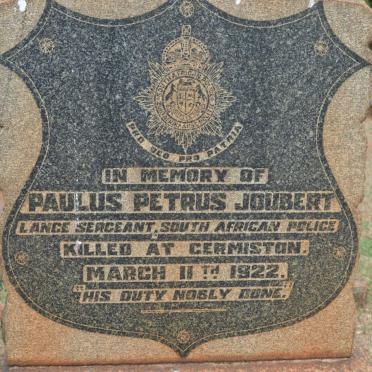 PRO DEO PRO PATRIA
IN MEMORY OF
PAULUS PETRUS JOUBERT
LANCE SERGEANT, SOUTH AFRICAN POLICE
KILLED AT GERMISTON.
MARCH 11TH 1922.
"HIS DUTY NOBLY DONE."